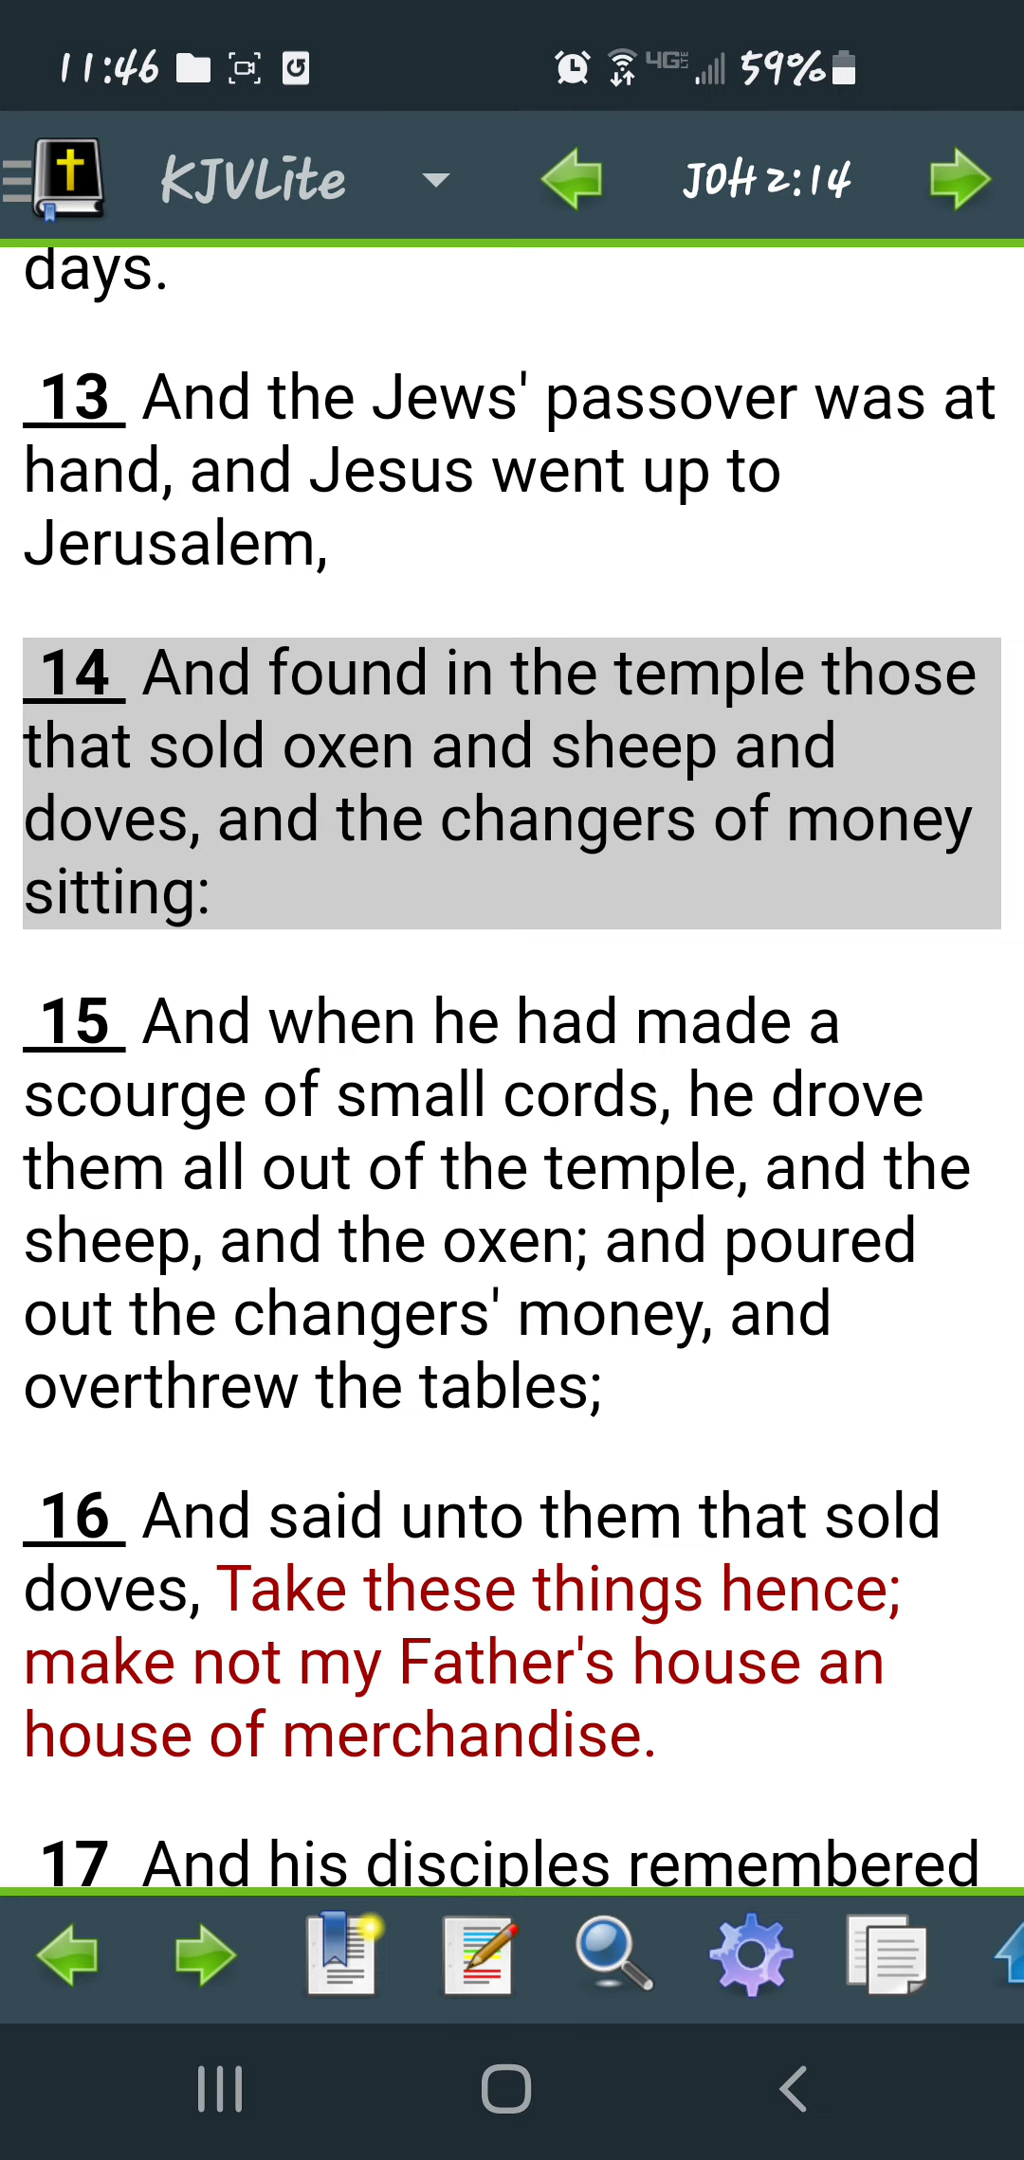 11:46 4G LTE 59%
KJVLite JOH 2:14
days.
13 And the Jews' passover was at
hand, and Jesus went up to
Jerusalem,
14 And found in the temple those
that sold oxen and sheep and
doves, and the changers of money
sitting:
15 And when he had made a
scourge of small cords, he drove
them all out of the temple, and the
sheep, and the oxen; and poured
out the changers' money, and
overthrew the tables;
16 And said unto them that sold
doves, Take these things hence;
make not my Father's house an
house of merchandise.
17 And his disciples remembered